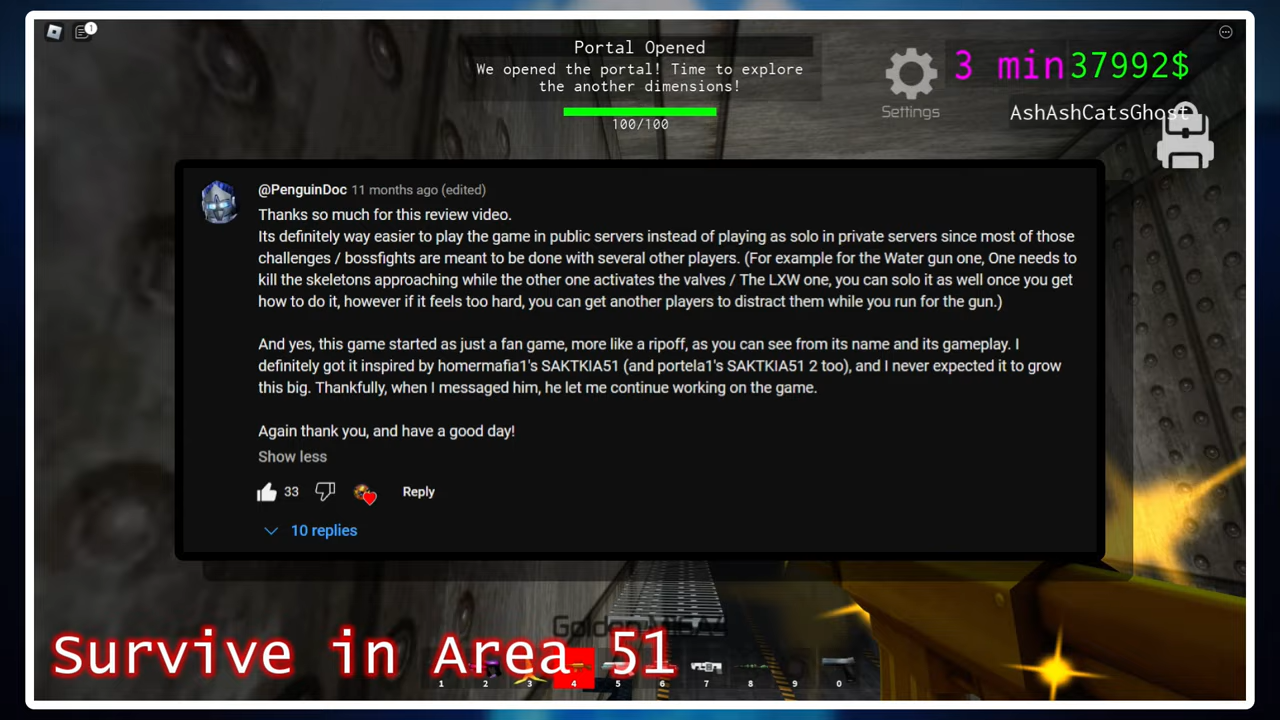 1
Portal Opened
We opened the portal! Time to explore
the another dimensions!
100/100
Settings
3 min 37992$
AshAshCatsGhost
@PenguinDoc 11 months ago (edited)
Thanks so much for this review video.
Its definitely way easier to play the game in public servers instead of playing as solo in private servers since most of those
challenges / bossfights are meant to be done with several other players. (For example for the Water gun one, One needs to
kill the skeletons approaching while the other one activates the valves / The LXW one, you can solo it as well once you get
how to do it, however if it feels too hard, you can get another players to distract them while you run for the gun.)
And yes, this game started as just a fan game, more like a ripoff, as you can see from its name and its gameplay. I
definitely got it inspired by homermafia1's SAKTKIA51 (and portela1's SAKTKIA51 2 too), and I never expected it to grow
this big. Thankfully, when I messaged him, he let me continue working on the game.
Again thank you, and have a good day!
Show less
33 Reply
10 replies
Golden
Survive in Area 51
1 2 3 4 5 6 7 8 9 0